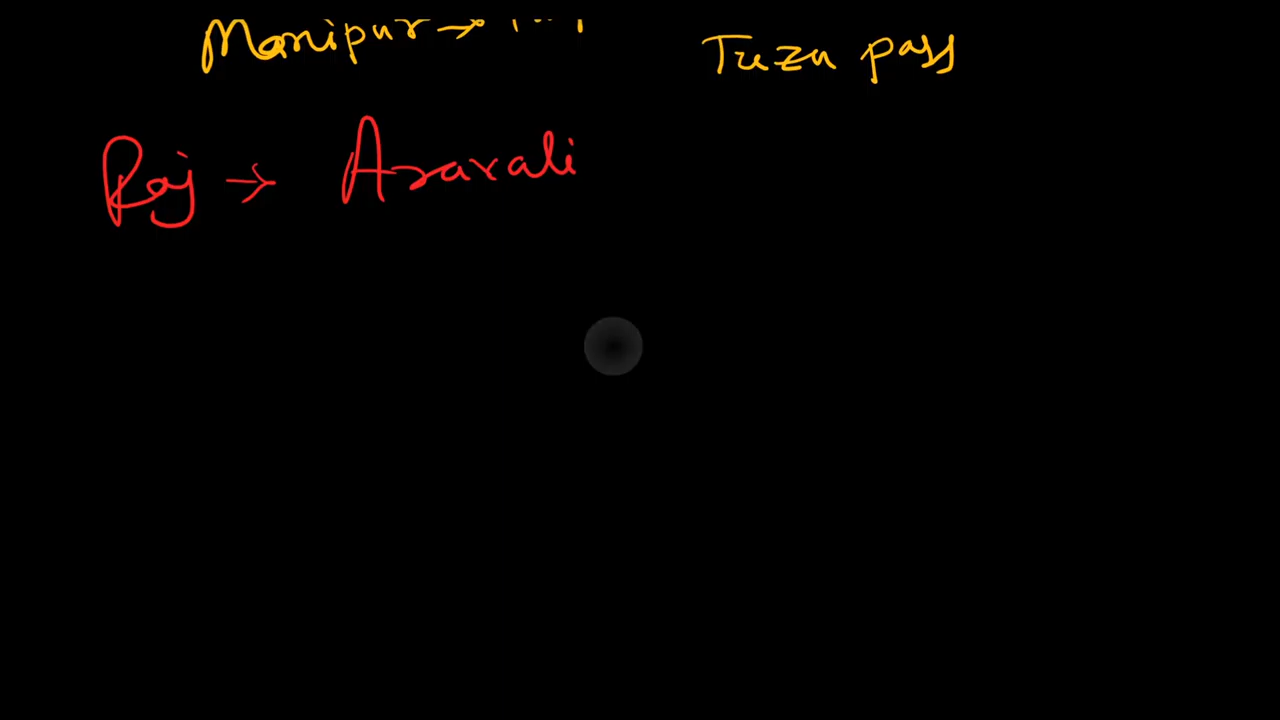 Manipur →
Tuzu pass
Raj → Aravali